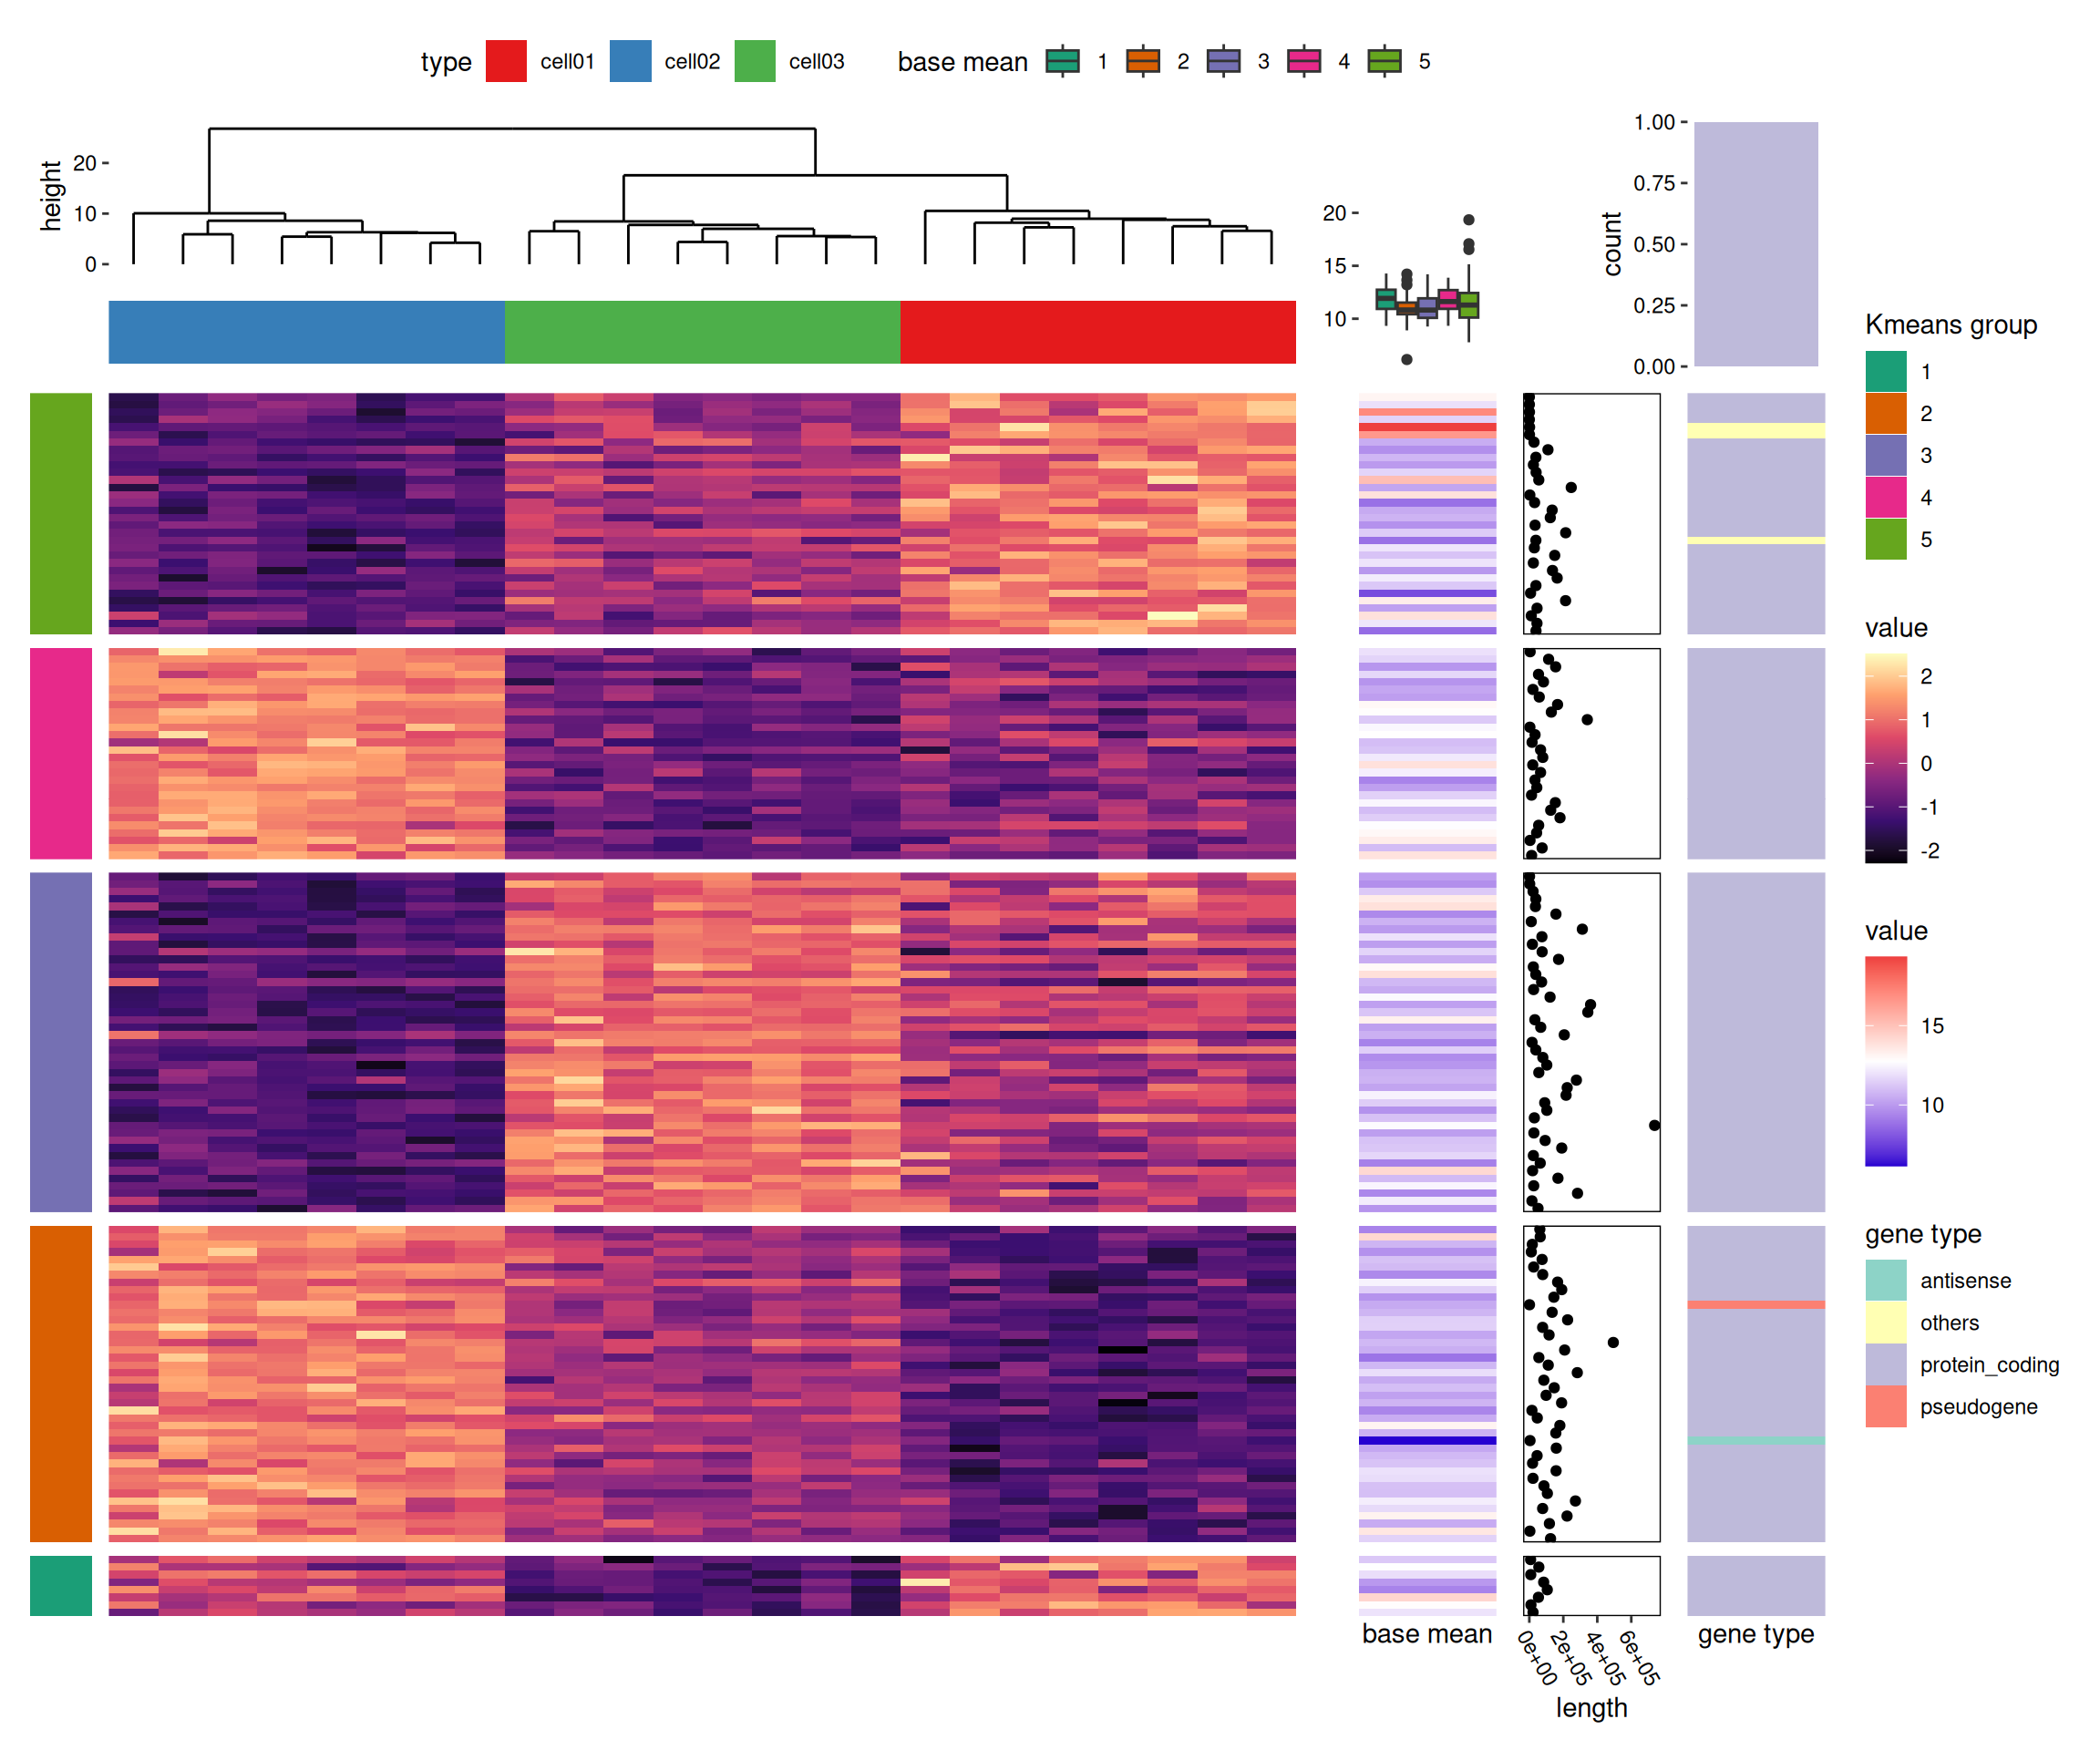 type cell01 cell02 cell03 base mean 1 2 3 4 5
height
20
10
0
20
15
10
count
1.00
0.75
0.50
0.25
0.00
Kmeans group
1
2
3
4
5
value
2
1
0
-1
-2
value
15
10
gene type
antisense
others
protein_coding
pseudogene
base mean
0e+00 2e+05 4e+05 6e+05
length
gene type